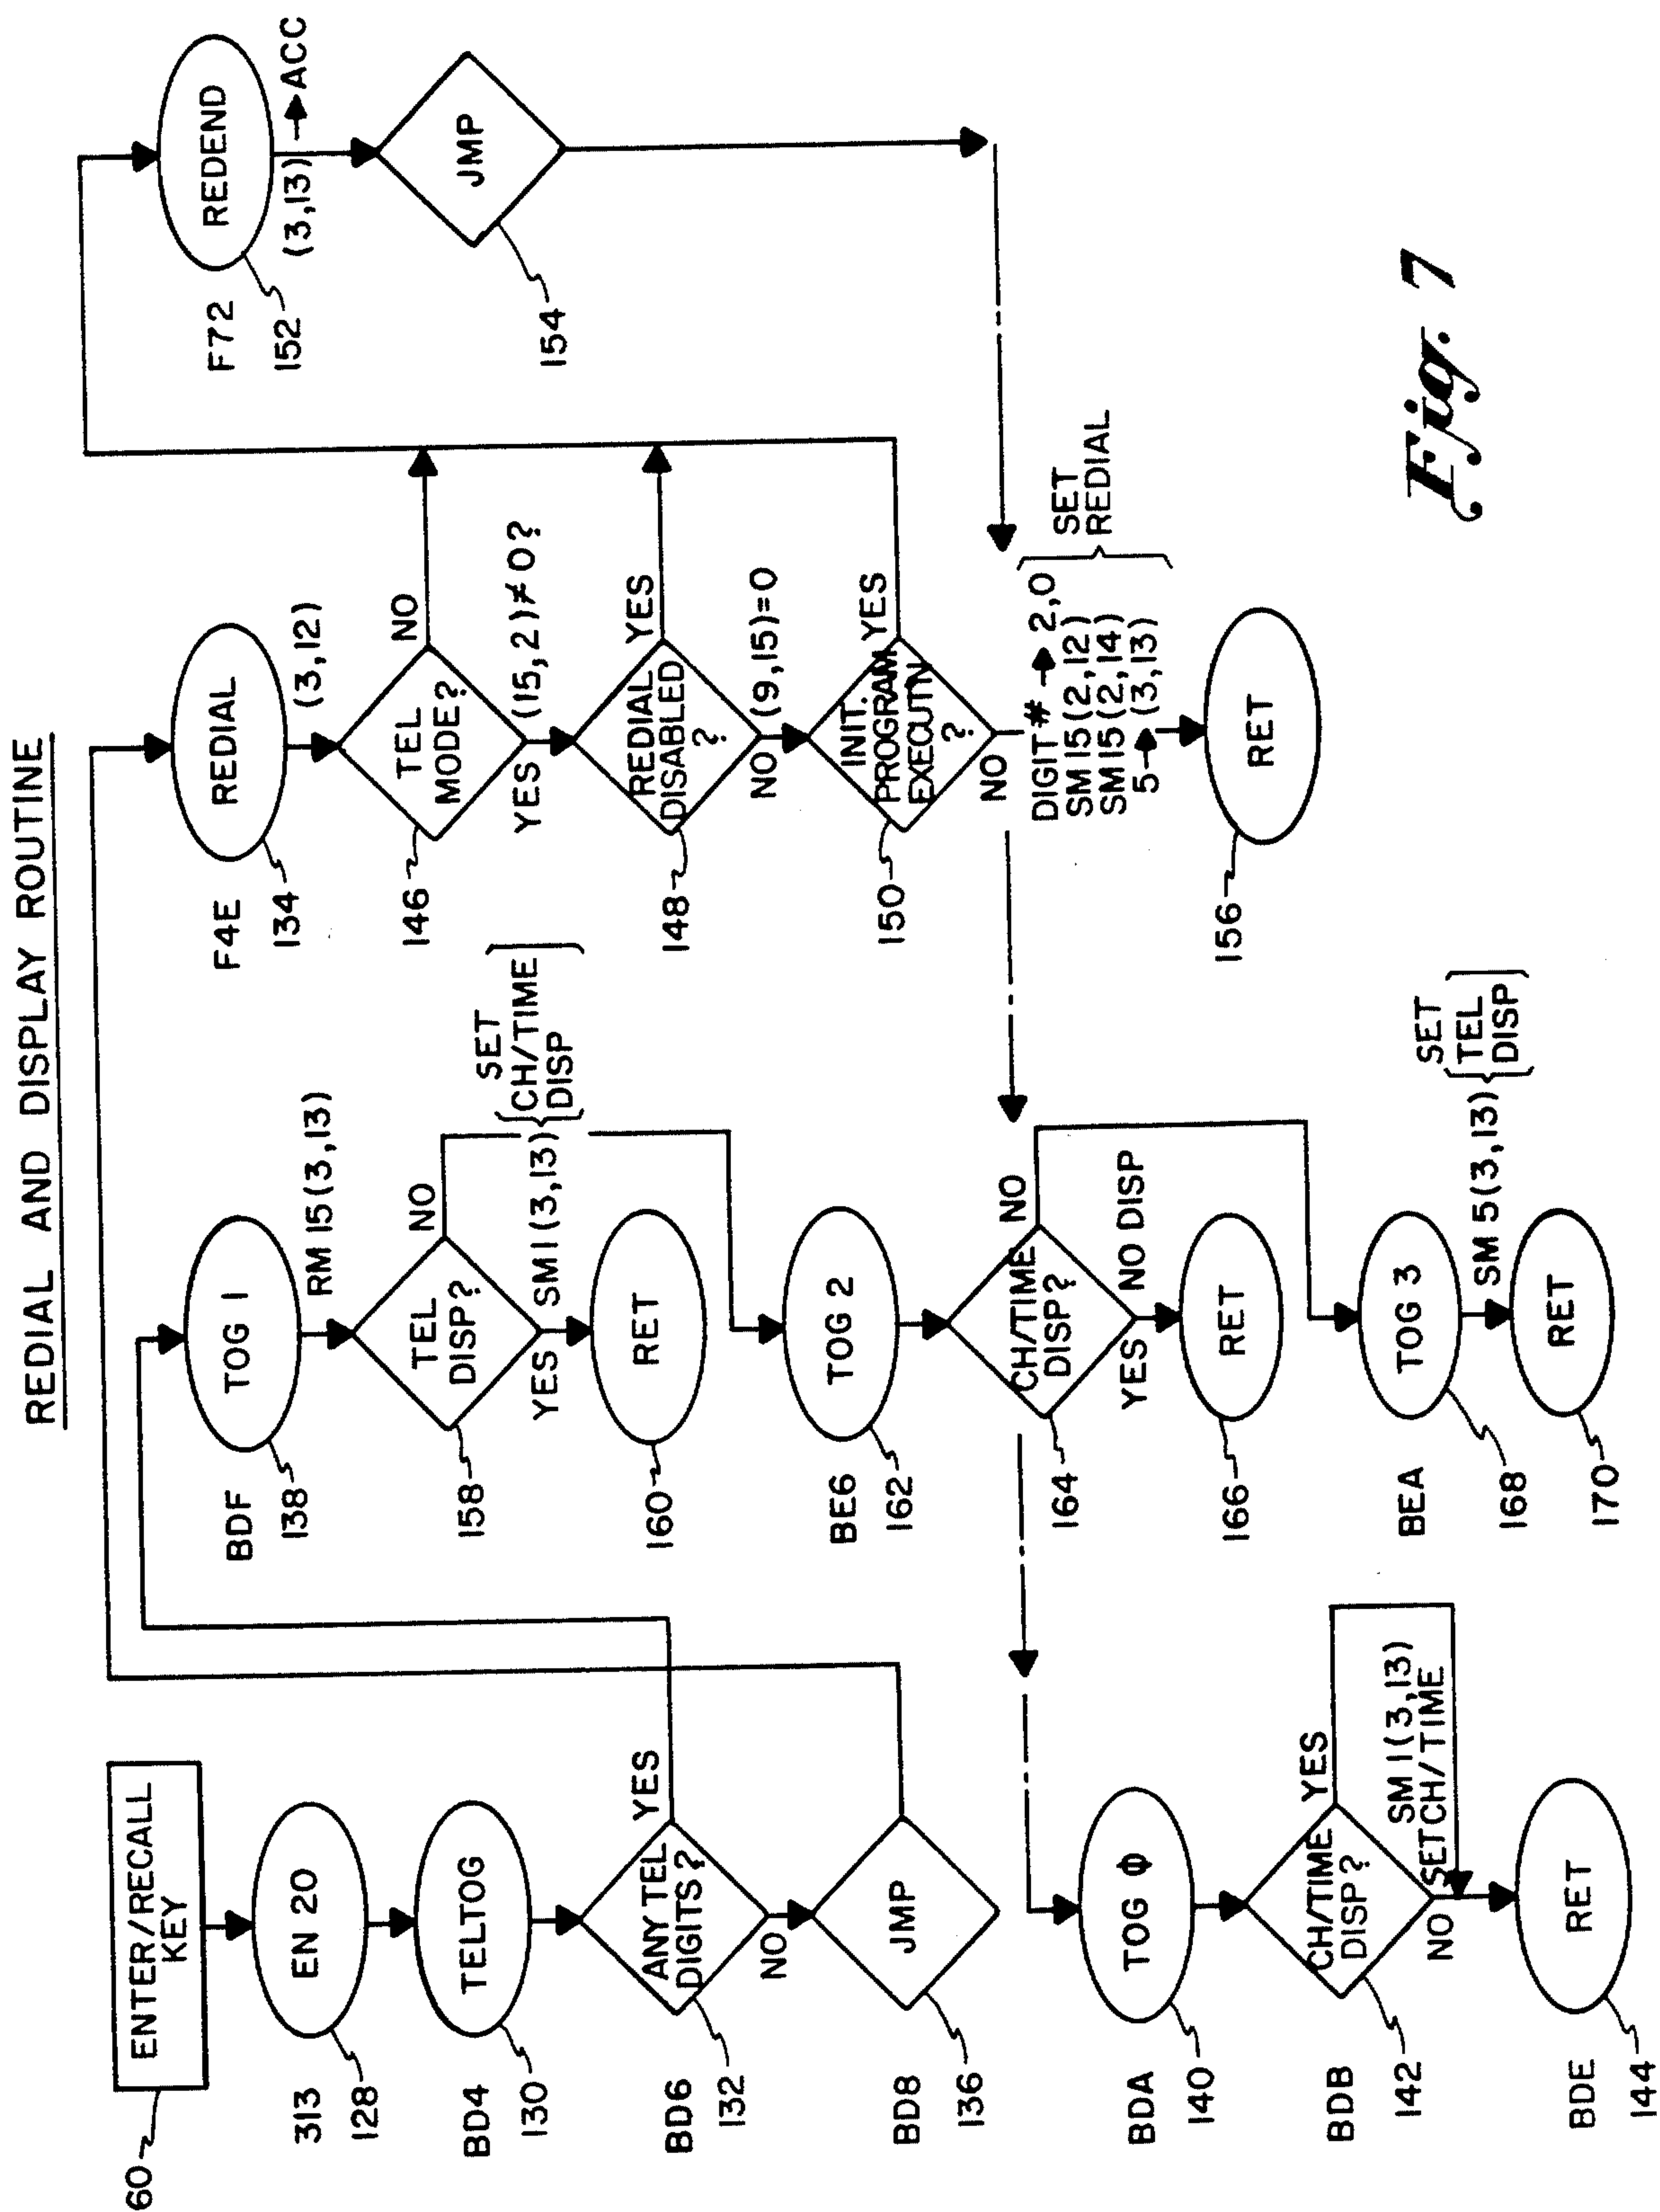 REDIAL AND DISPLAY ROUTINE
60
ENTER/RECALL
KEY
313
128
EN 20
BD4
130
TELTOG
BD6
132
ANY TEL
DIGITS?
YES
NO
BD8
136
JMP
BDA
140
TOG Φ
BDB
142
CH/TIME
DISP?
YES
NO
SM 1 (3,13)
SETCH/TIME
BDE
144
RET
BDF
138
TOG 1
RM 15 (3,13)
158
TEL
DISP?
NO
YES
SM 1 (3,13)
SET
CH/TIME
DISP
160
RET
BE6
162
TOG 2
164
CH/TIME
DISP?
NO
YES
NO DISP
166
RET
BEA
168
TOG 3
SM 5 (3,13)
SET
TEL
DISP
170
RET
F4E
134
REDIAL
(3,12)
146
TEL
MODE?
NO
YES
(15,2)≠0?
148
REDIAL
DISABLED
?
YES
NO
(9,15)=0
150
INIT.
PROGRAM
EXECUTN
?
YES
NO
DIGIT # → 2,0
SM 15 (2,12)
SM 15 (2,14)
5 → (3,13)
SET
REDIAL
156
RET
F72
152
REDEND
(3,13) → ACC
154
JMP
Fig. 7